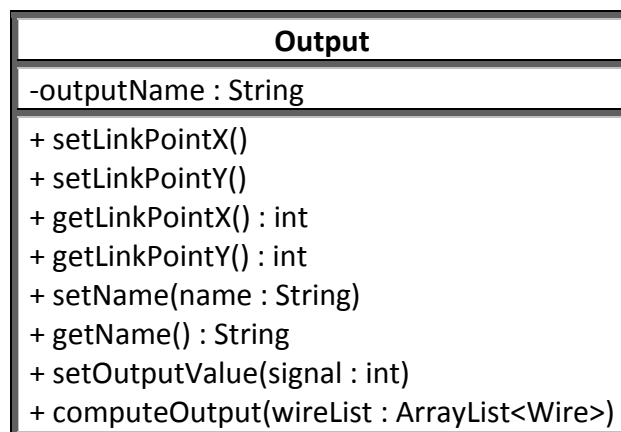 Output
-outputName : String
+ setLinkPointX()
+ setLinkPointY()
+ getLinkPointX() : int
+ getLinkPointY() : int
+ setName(name : String)
+ getName() : String
+ setOutputValue(signal : int)
+ computeOutput(wireList : ArrayList<Wire>)